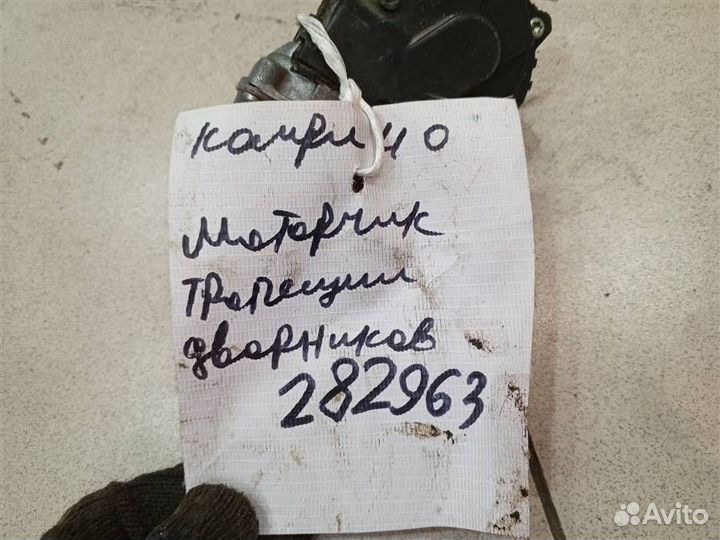 Камри 40
Моторчик
трапеции
дворников
282963
Avito